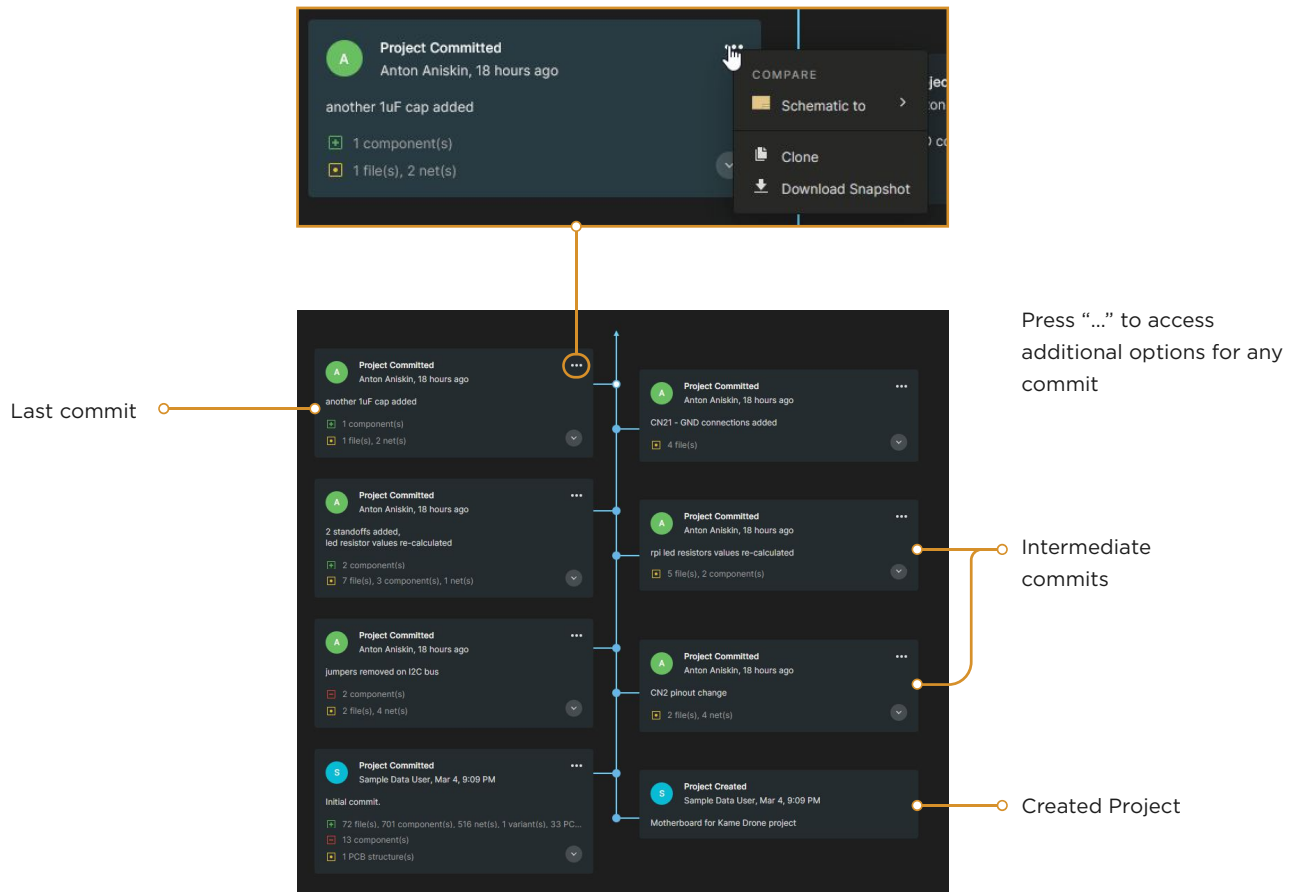 A
Project Committed
Anton Aniskin, 18 hours ago
another 1uF cap added
1 component(s)
1 file(s), 2 net(s)
COMPARE
Schematic to
Clone
Download Snapshot
Press “...” to access
additional options for any
commit
Last commit
A
Project Committed
Anton Aniskin, 18 hours ago
another 1uF cap added
1 component(s)
1 file(s), 2 net(s)
A
Project Committed
Anton Aniskin, 18 hours ago
CN21 - GND connections added
4 file(s)
A
Project Committed
Anton Aniskin, 18 hours ago
2 standoffs added,
led resistor values re-calculated
2 component(s)
7 file(s), 3 component(s), 1 net(s)
A
Project Committed
Anton Aniskin, 18 hours ago
rpi led resistors values re-calculated
5 file(s), 2 component(s)
Intermediate
commits
A
Project Committed
Anton Aniskin, 18 hours ago
jumpers removed on I2C bus
2 component(s)
2 file(s), 4 net(s)
A
Project Committed
Anton Aniskin, 18 hours ago
CN2 pinout change
2 file(s), 4 net(s)
S
Project Committed
Sample Data User, Mar 4, 9:09 PM
Initial commit.
72 file(s), 701 component(s), 516 net(s), 1 variant(s), 33 PC...
13 component(s)
1 PCB structure(s)
S
Project Created
Sample Data User, Mar 4, 9:09 PM
Motherboard for Kame Drone project
Created Project